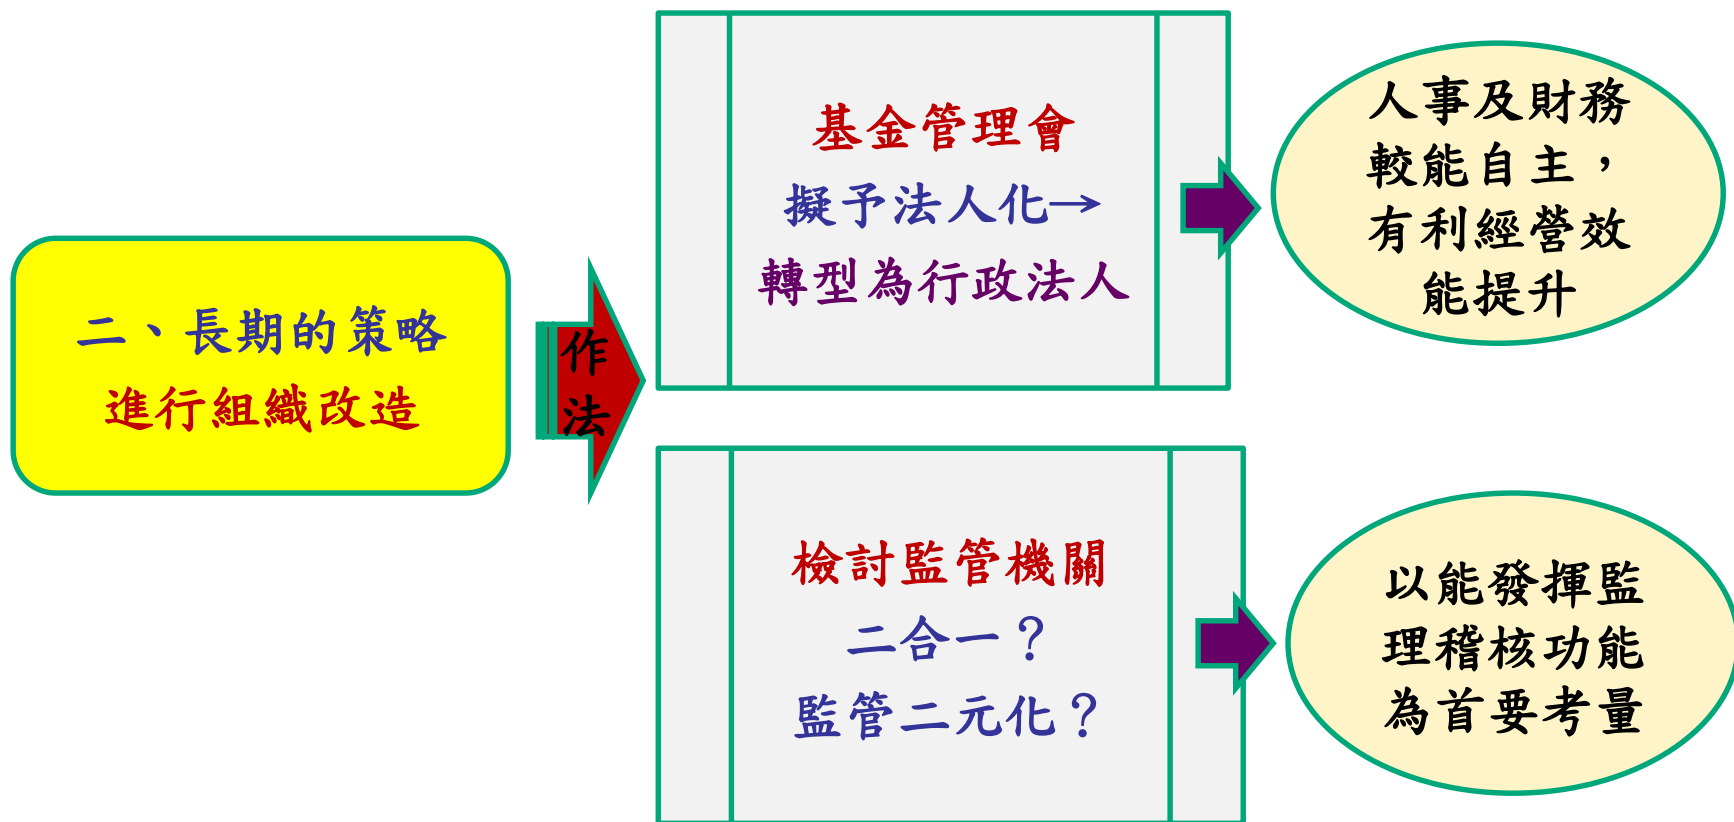 二、長期的策略
進行組織改造
作
法
基金管理會
擬予法人化→
轉型為行政法人
人事及財務
較能自主，
有利經營效
能提升
檢討監管機關
二合一？
監管二元化？
以能發揮監
理稽核功能
為首要考量